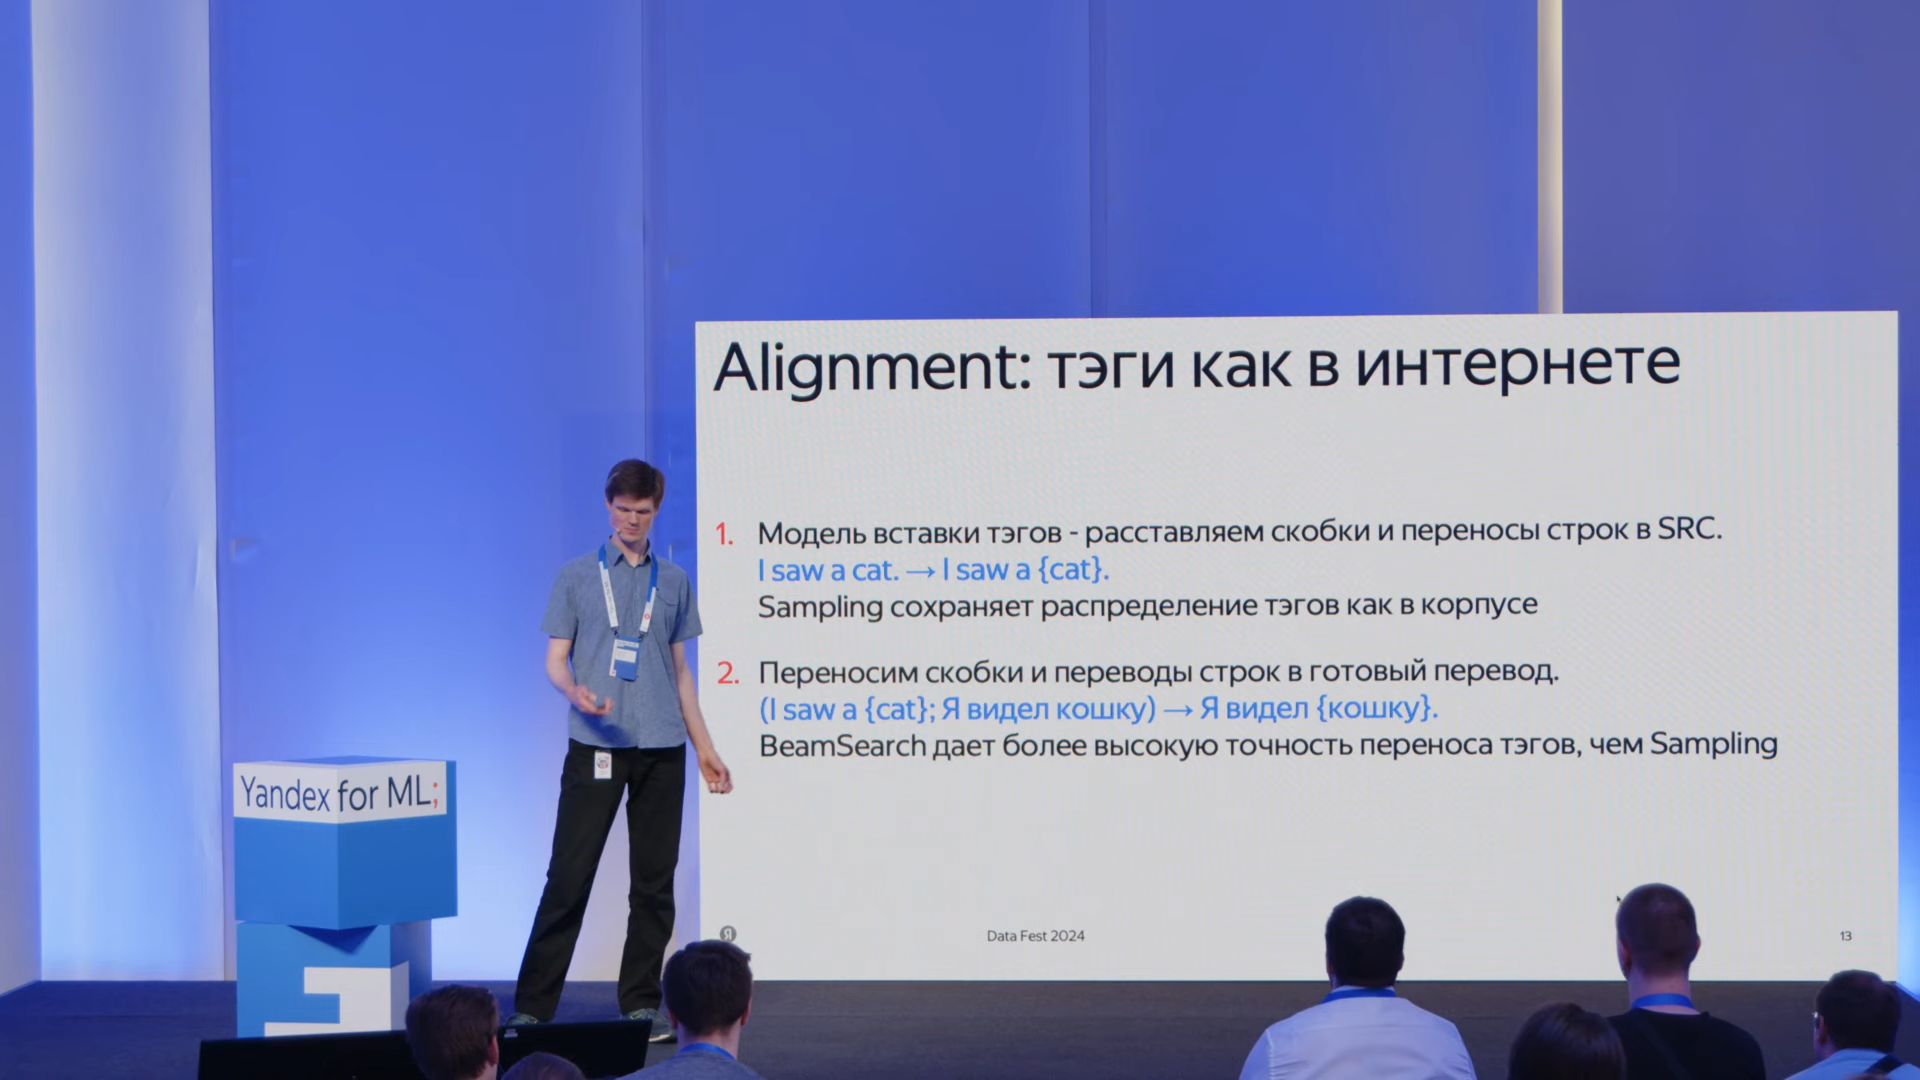 Alignment: тэги как в интернете
1. Модель вставки тэгов - расставляем скобки и переносы строк в SRC.
I saw a cat. → I saw a {cat}.
Sampling сохраняет распределение тэгов как в корпусе
2. Переносим скобки и переводы строк в готовый перевод.
(I saw a {cat}; Я видел кошку) → Я видел {кошку}.
BeamSearch дает более высокую точность переноса тэгов, чем Sampling
Я
Data Fest 2024
13
Yandex for ML;